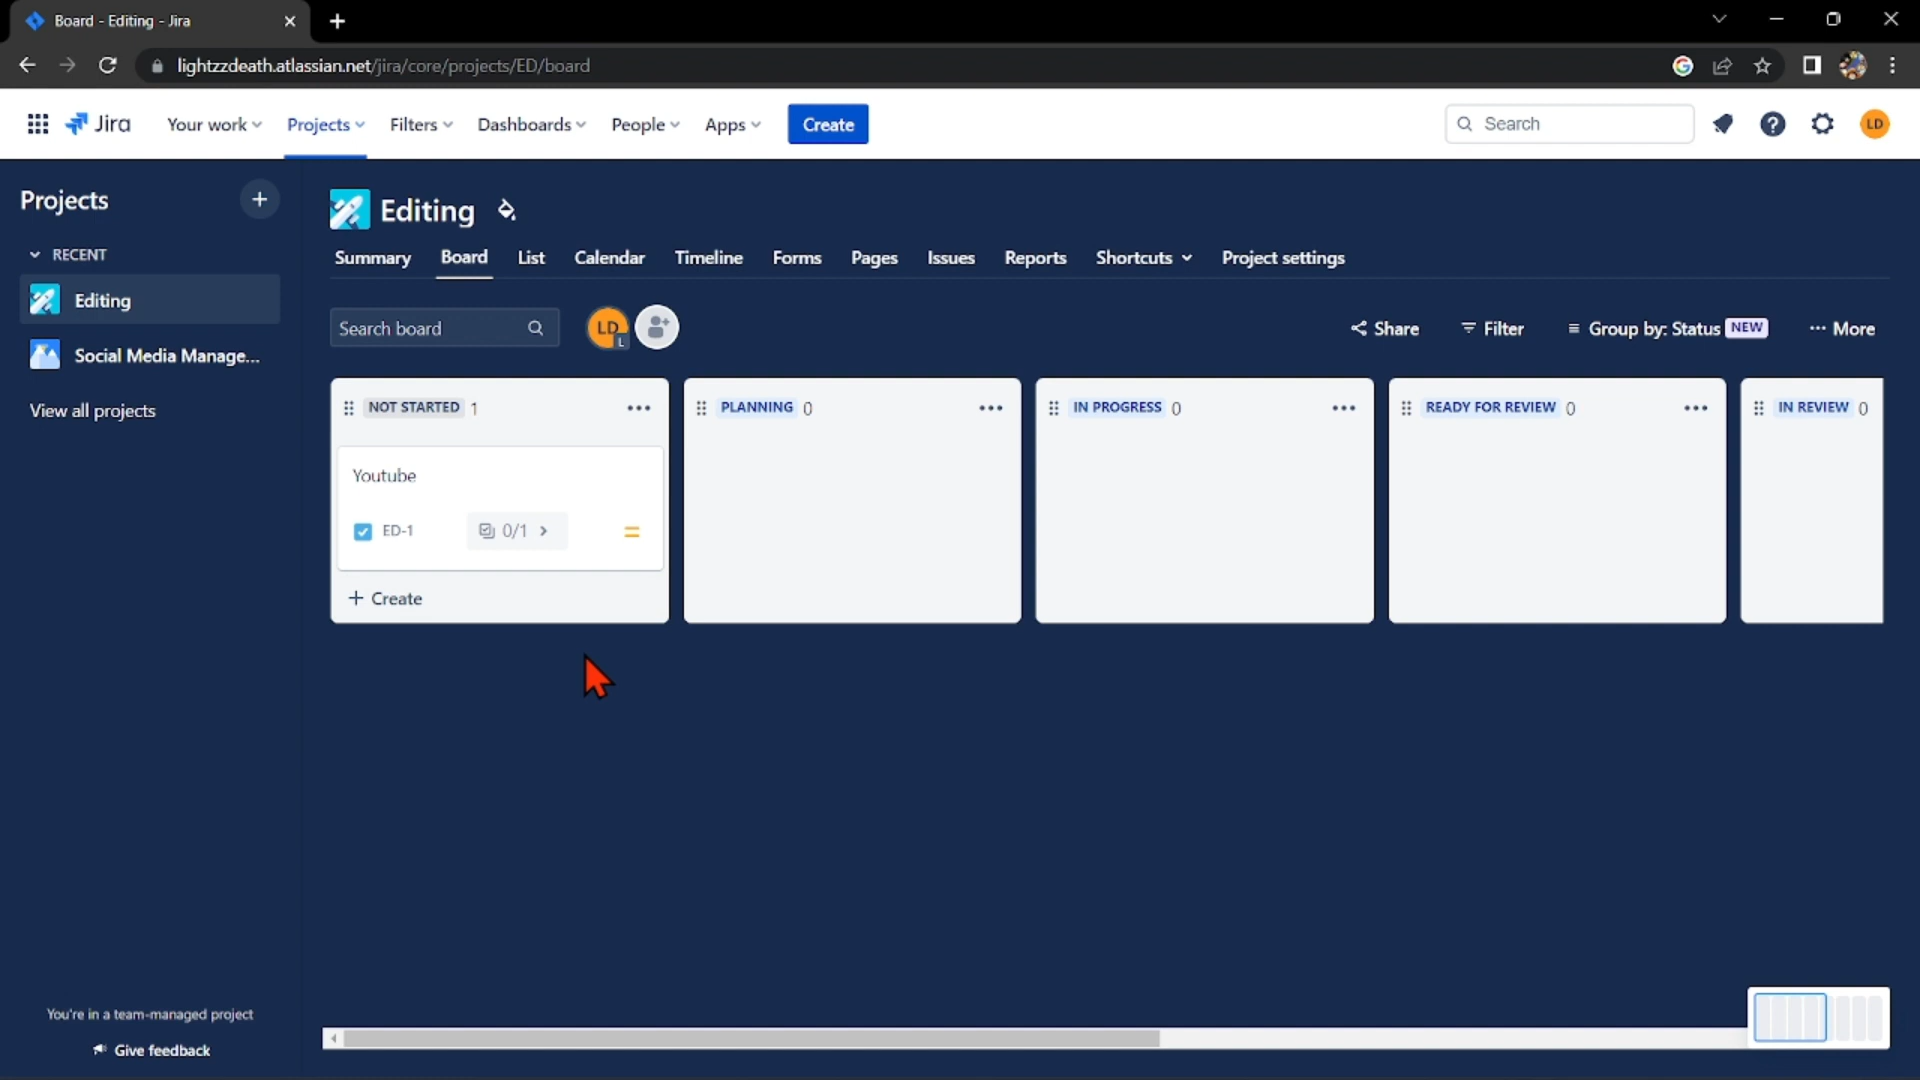 Board - Editing - Jira
lightzzdeath.atlassian.net/jira/core/projects/ED/board
Jira Your work Projects Filters Dashboards People Apps Create Search LD
Projects
RECENT
Editing
Social Media Manage...
View all projects
You're in a team-managed project
Give feedback
Editing
Summary Board List Calendar Timeline Forms Pages Issues Reports Shortcuts Project settings
Search board LD L Share Filter Group by: Status NEW More
NOT STARTED 1 PLANNING 0 IN PROGRESS 0 READY FOR REVIEW 0 IN REVIEW 0
Youtube
ED-1 0/1
+ Create